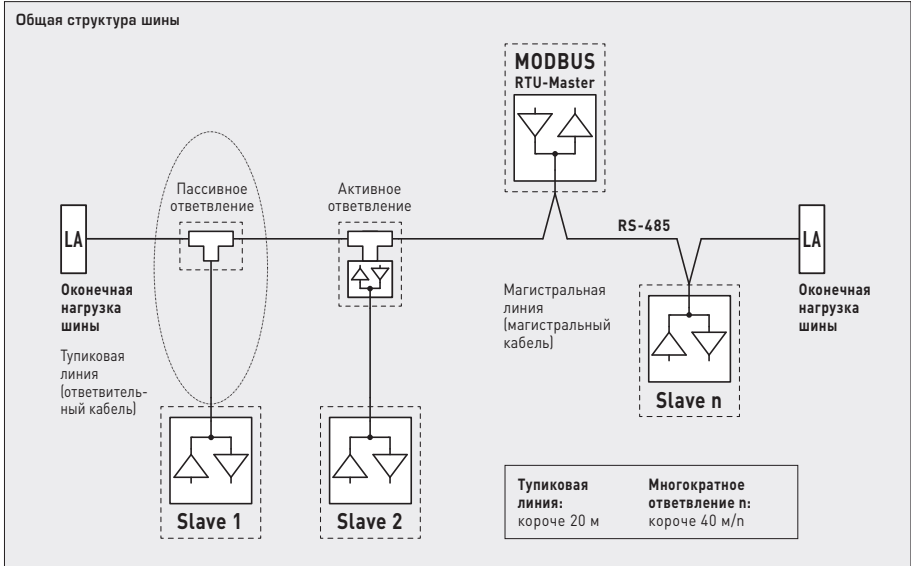 Общая структура шины
MODBUS
RTU-Master
Пассивное
ответвление
Активное
ответвление
LA
RS-485
LA
Оконечная
нагрузка
шины
Магистральная
линия
(магистральный
кабель)
Оконечная
нагрузка
шины
Тупиковая
линия
(ответвитель-
ный кабель)
Slave n
Slave 1
Slave 2
Тупиковая
линия:
короче 20 м
Многократное
ответвление n:
короче 40 м/n